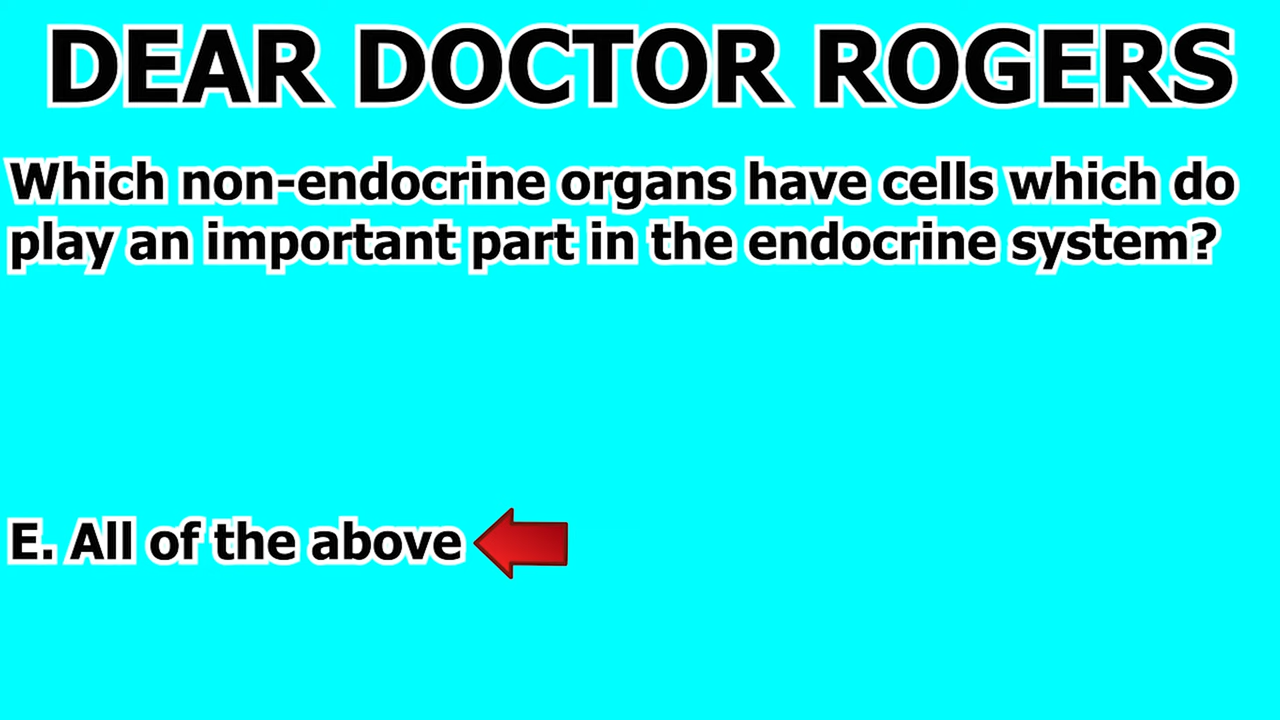 DEAR DOCTOR ROGERS
Which non-endocrine organs have cells which do
play an important part in the endocrine system?
E. All of the above